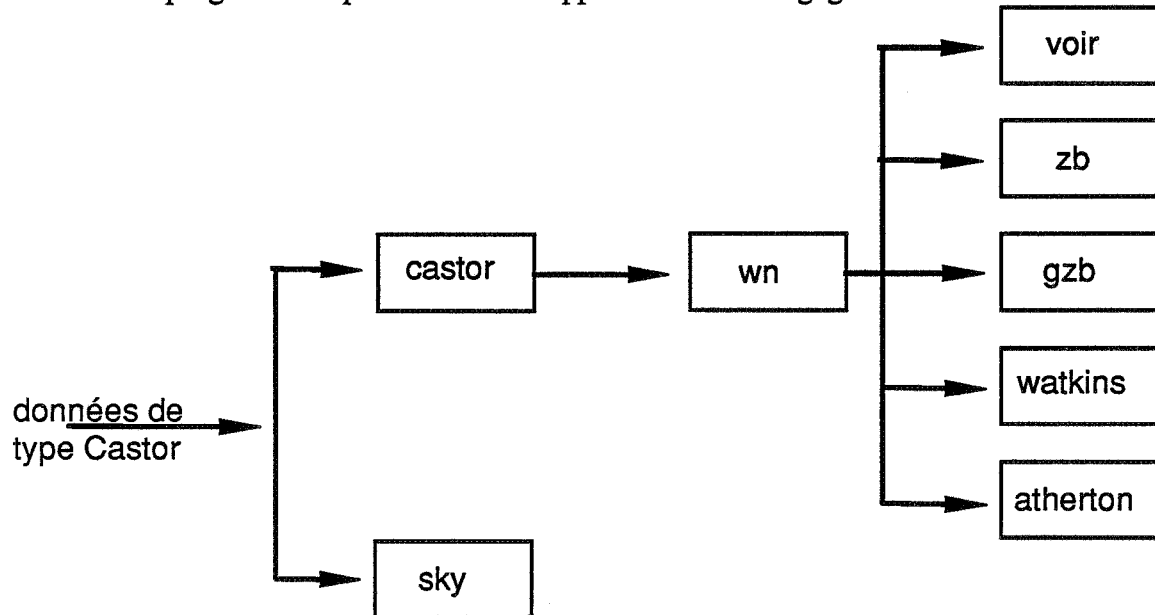 voir
zb
castor
wn
gzb
watkins
données de
type Castor
atherton
sky